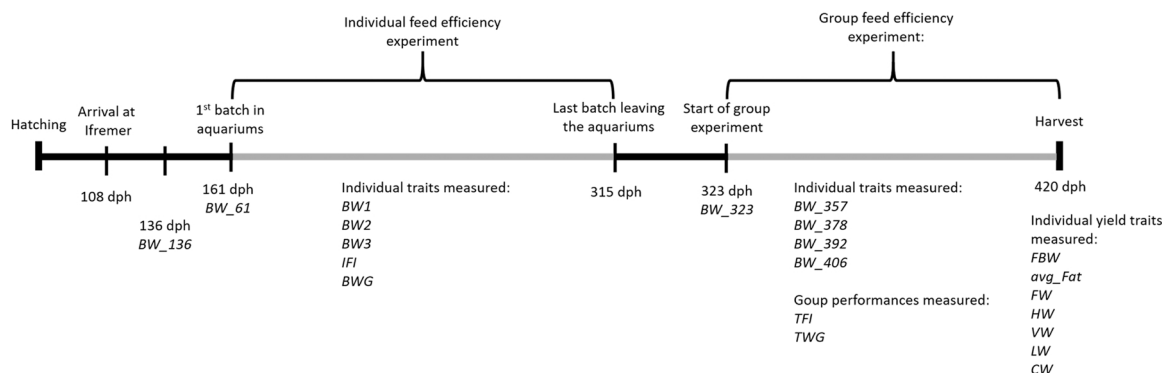 Individual feed efficiency
experiment
Group feed efficiency
experiment:
Hatching
Arrival at
Ifremer
1st batch in
aquariums
Last batch leaving
the aquariums
Start of group
experiment
Harvest
108 dph
136 dph
BW_136
161 dph
BW_61
Individual traits measured:
BW1
BW2
BW3
IFI
BWG
315 dph
323 dph
BW_323
Individual traits measured:
BW_357
BW_378
BW_392
BW_406
Goup performances measured:
TFI
TWG
420 dph
Individual yield traits
measured:
FBW
avg_Fat
FW
HW
VW
LW
CW